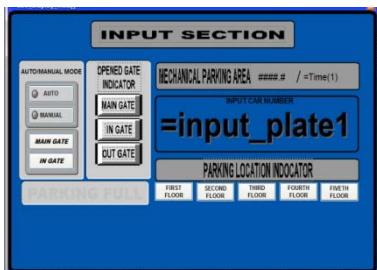 INPUT SECTION
AUTO/MANUAL MODE
AUTO
MANUAL
MAIN GATE
IN GATE
OPENED GATE
INDICATOR
MAIN GATE
IN GATE
OUT GATE
MECHANICAL PARKING AREA ####.# / =Time(1)
INPUT CAR NUMBER
=input_plate1
PARKING LOCATION INDOCATOR
FIRST FLOOR
SECOND FLOOR
THIRD FLOOR
FOURTH FLOOR
FIVETH FLOOR
PARKING FULL